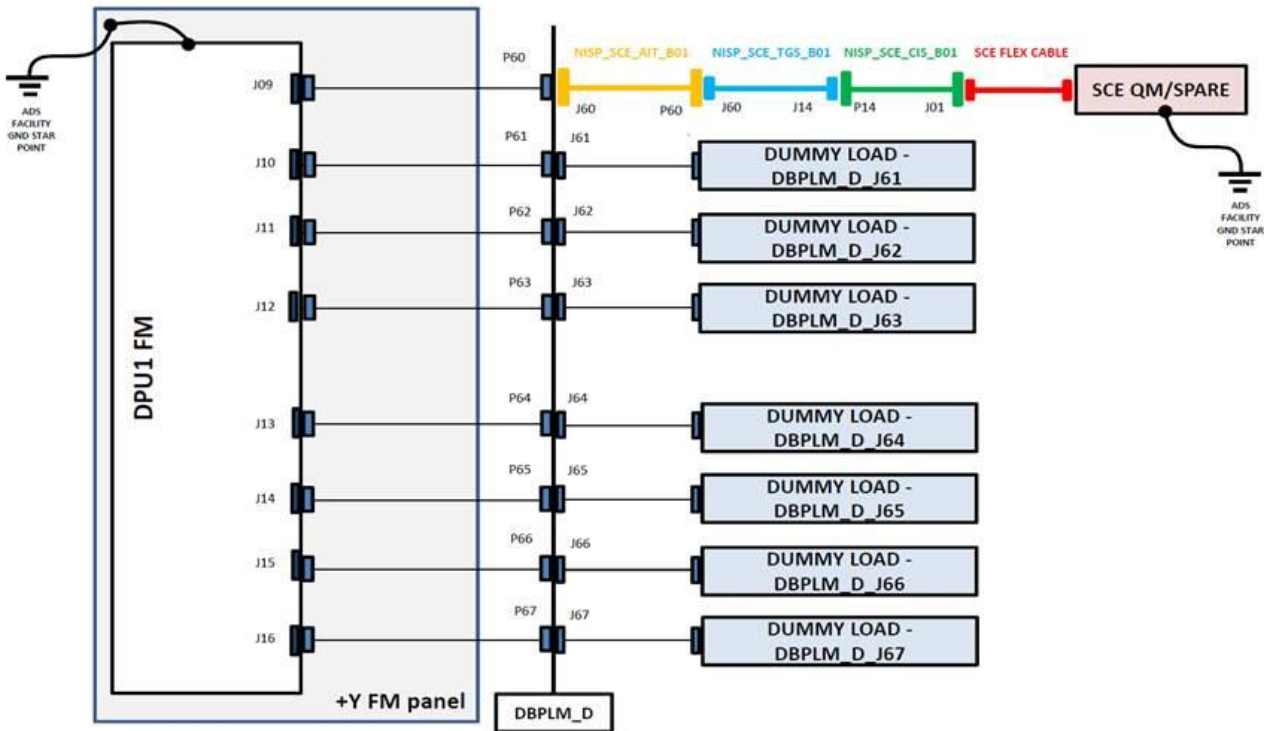 P60
NISP_SCE_AIT_B01
NISP_SCE_TGS_B01
NISP_SCE_CIS_B01
SCE FLEX CABLE
J09
SCE QM/SPARE
ADS
FACILITY
GND STAR
POINT
J60
P60
J60
J14
P14
J01
J10
P61
J61
DUMMY LOAD -
DBPLM_D_J61
ADS
FACILITY
GND STAR
POINT
J11
P62
J62
DUMMY LOAD -
DBPLM_D_J62
J12
P63
J63
DUMMY LOAD -
DBPLM_D_J63
DPU1 FM
J13
P64
J64
DUMMY LOAD -
DBPLM_D_J64
J14
P65
J65
DUMMY LOAD -
DBPLM_D_J65
J15
P66
J66
DUMMY LOAD -
DBPLM_D_J66
J16
P67
J67
DUMMY LOAD -
DBPLM_D_J67
+Y FM panel
DBPLM_D